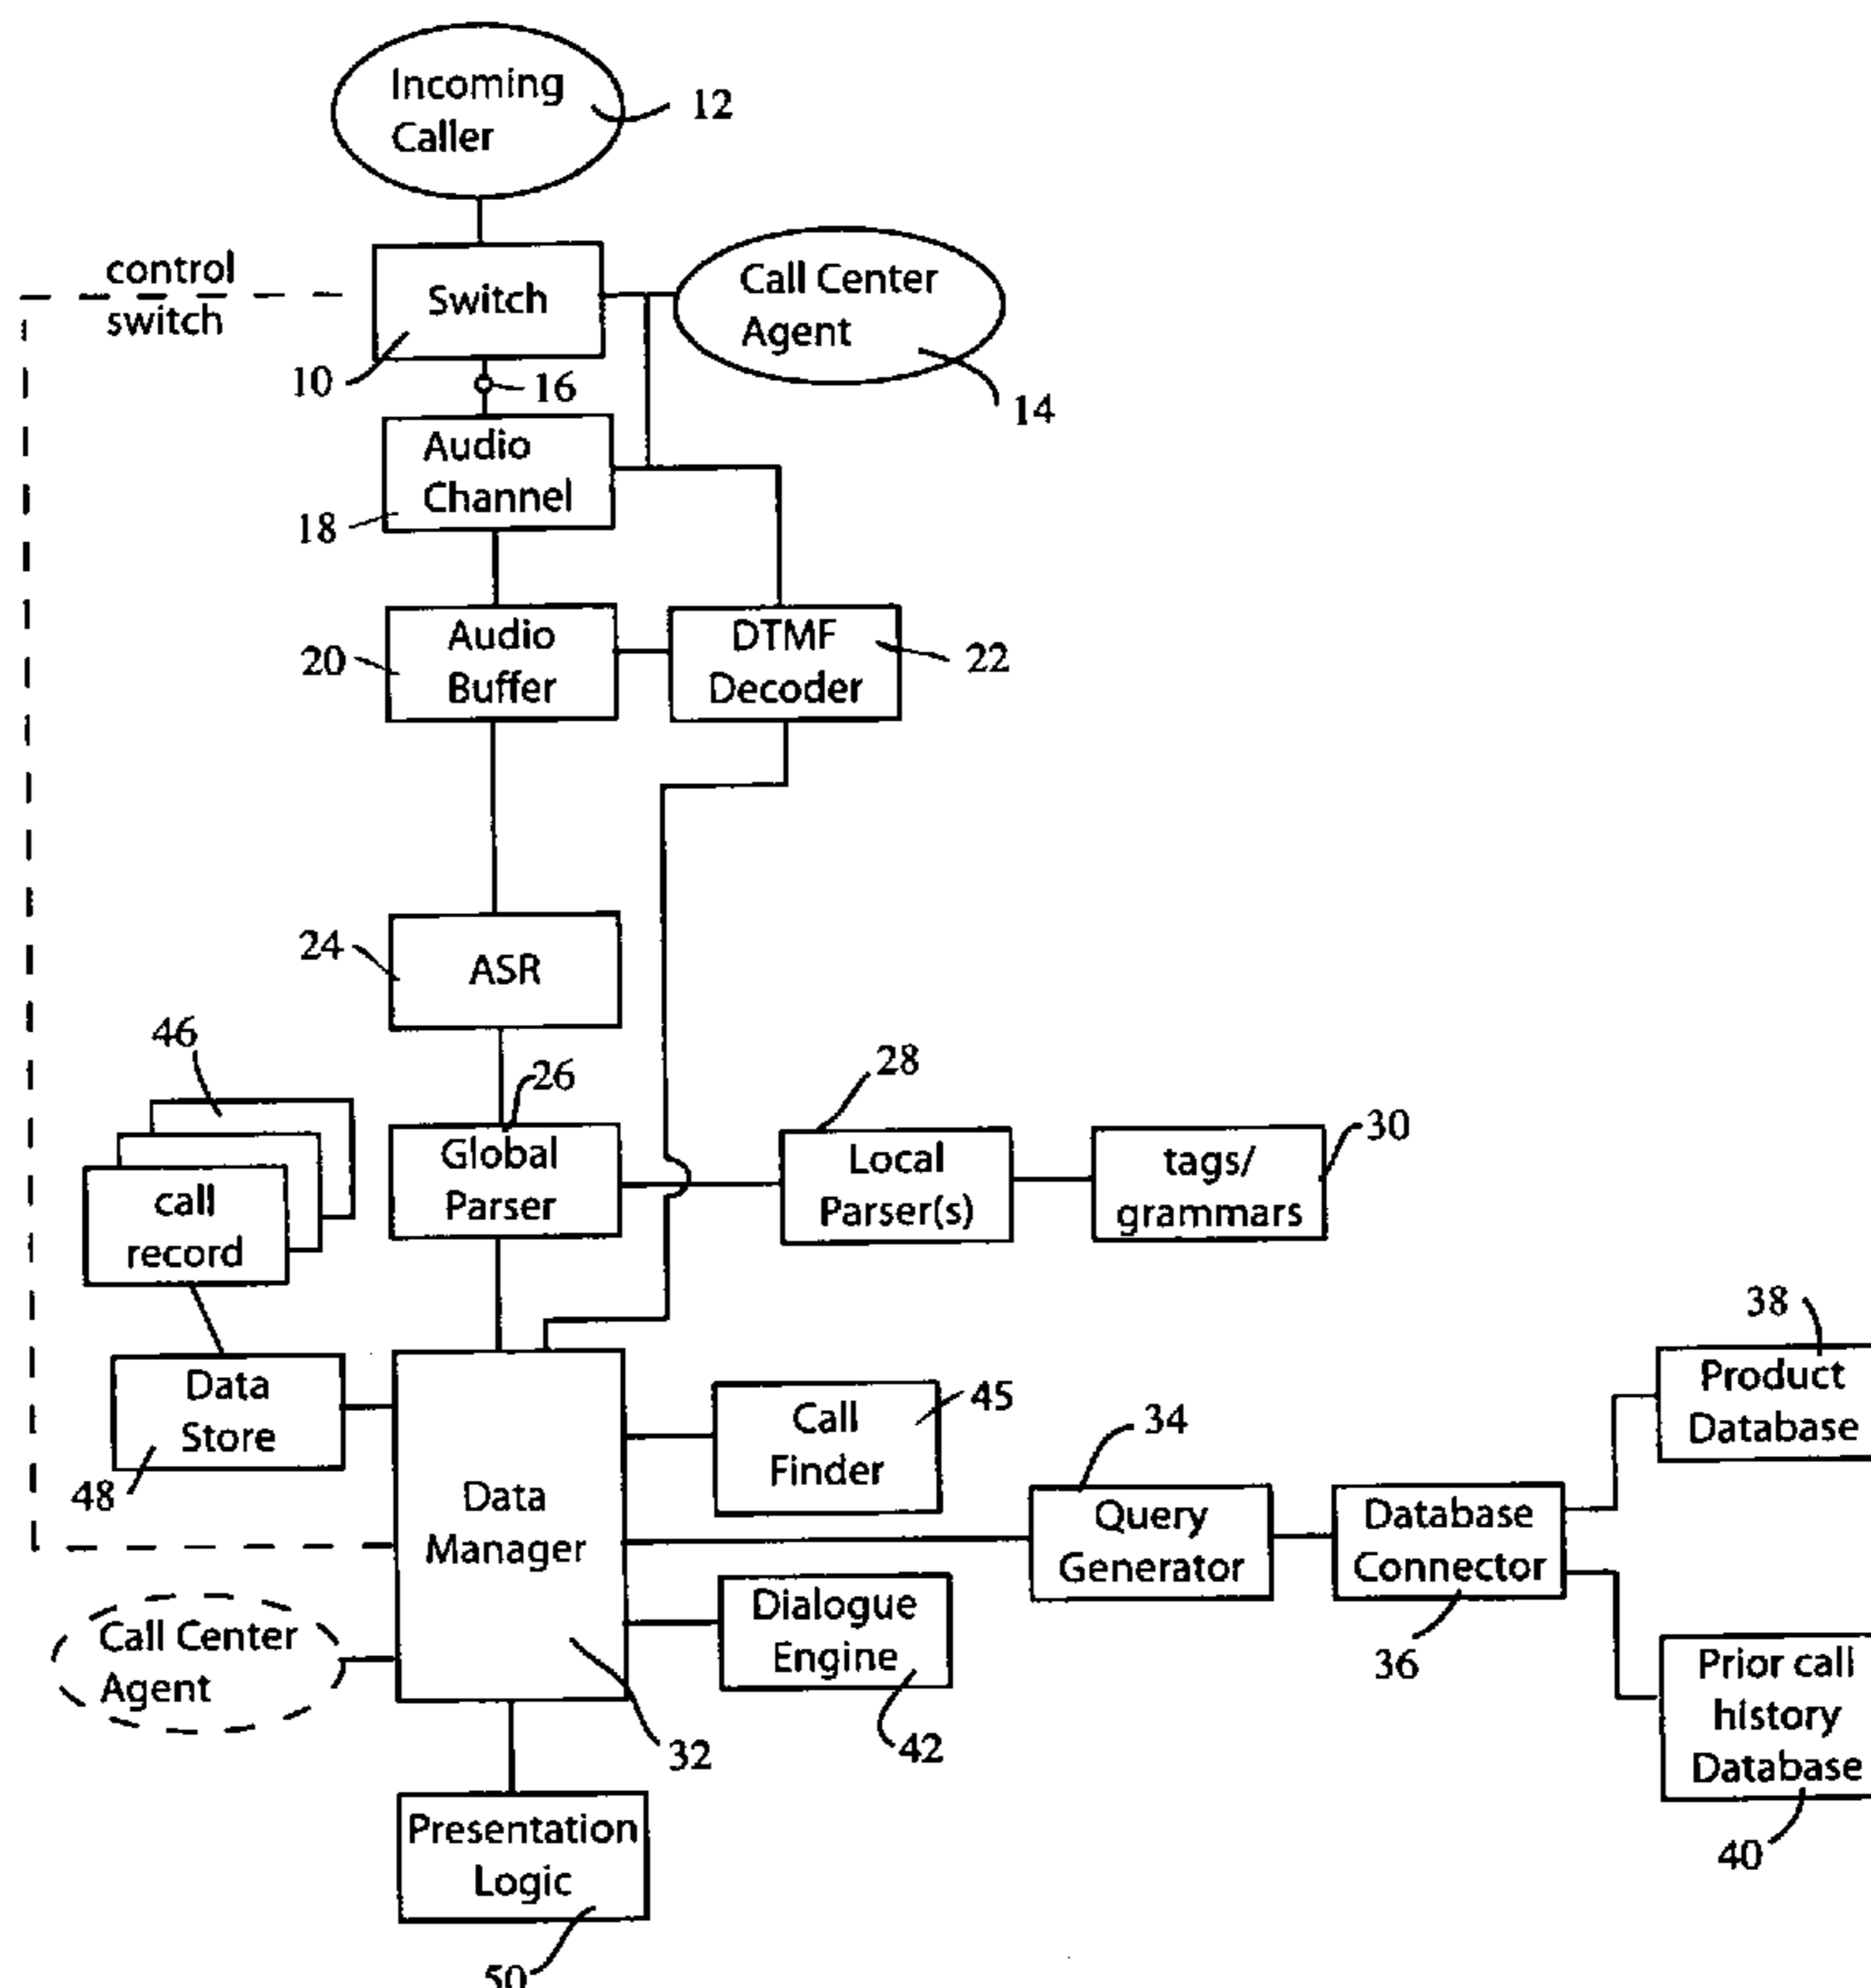 Incoming
Caller
12
control
switch
Switch
Call Center
Agent
10
16
14
Audio
Channel
18
Audio
Buffer
20
DTMF
Decoder
22
24
ASR
46
26
28
30
Global
Parser
Local
Parser(s)
tags/
grammars
call
record
38
Product
Database
Data
Store
48
Call
Finder
45
34
Data
Manager
Query
Generator
Database
Connector
36
Dialogue
Engine
42
Call Center
Agent
32
Prior call
history
Database
40
Presentation
Logic
50